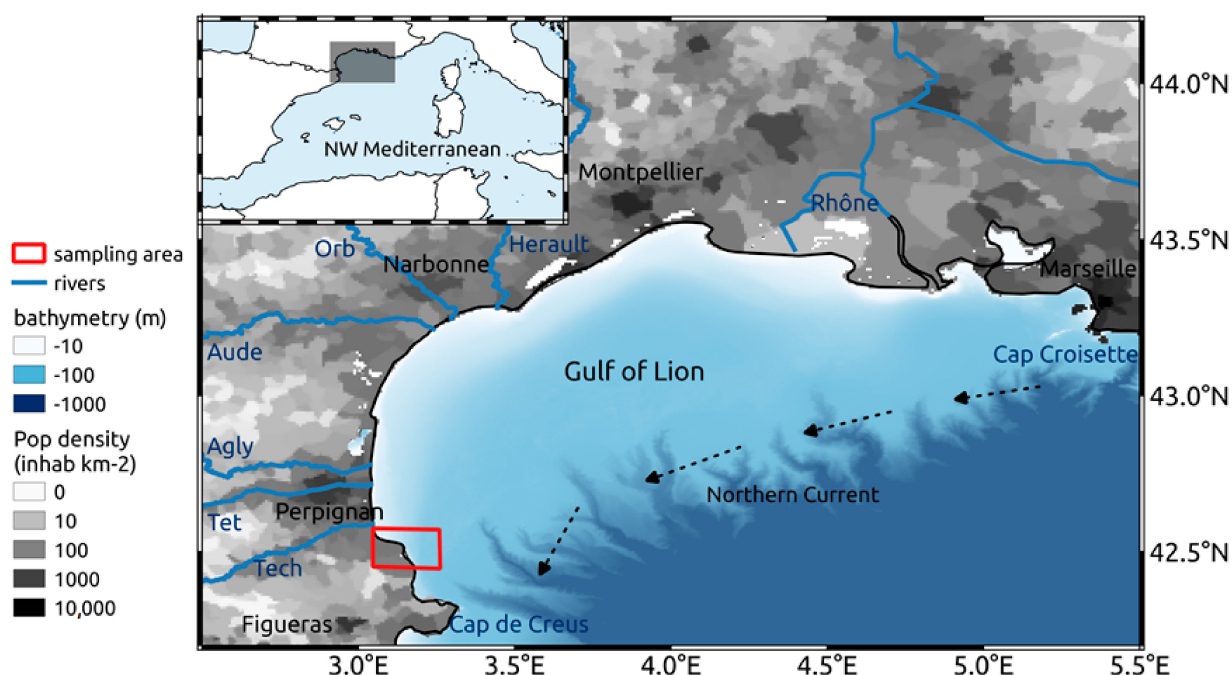 NW Mediterranean
Montpellier
Rhône
Orb
Herault
Narbonne
Marseille
Aude
Cap Croisette
Gulf of Lion
Agly
Northern Current
Perpignan
Tet
Tech
Figueras
Cap de Creus
44.0°N
43.5°N
43.0°N
42.5°N
3.0°E
3.5°E
4.0°E
4.5°E
5.0°E
5.5°E
sampling area
rivers
bathymetry (m)
-10
-100
-1000
Pop density
(inhab km-2)
0
10
100
1000
10,000